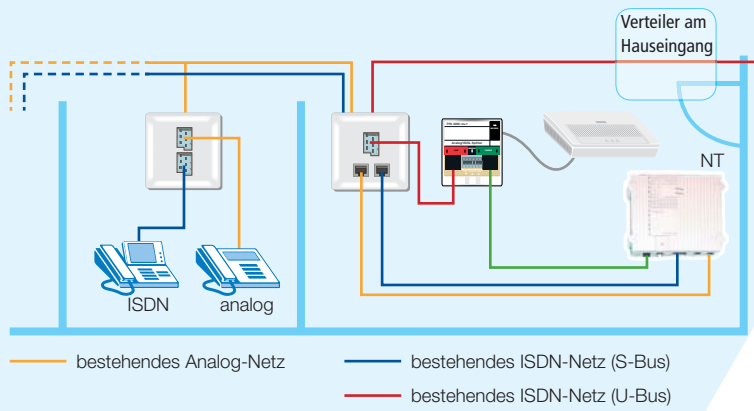 Verteiler am
Hauseingang
NT
ISDN
analog
bestehendes Analog-Netz
bestehendes ISDN-Netz (S-Bus)
bestehendes ISDN-Netz (U-Bus)